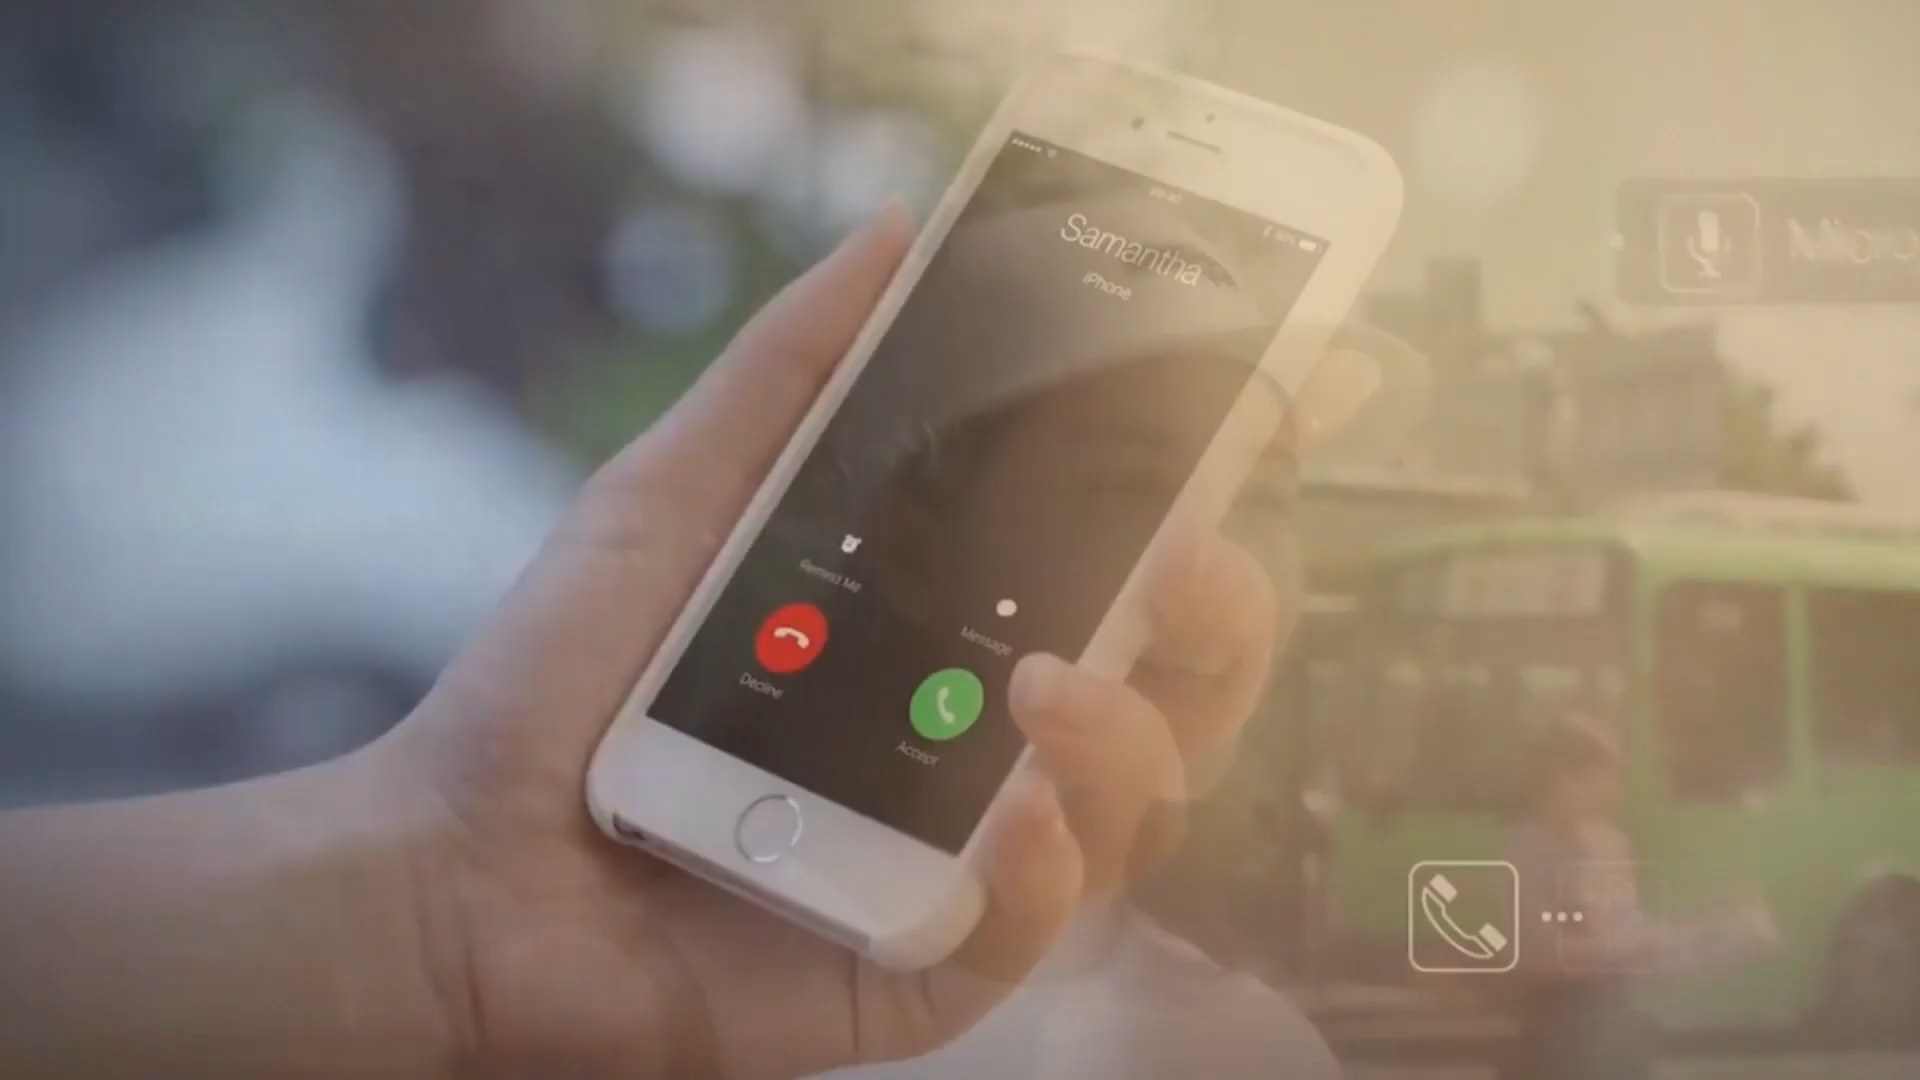 Samantha
iPhone
Remind Me
Message
Decline
Accept